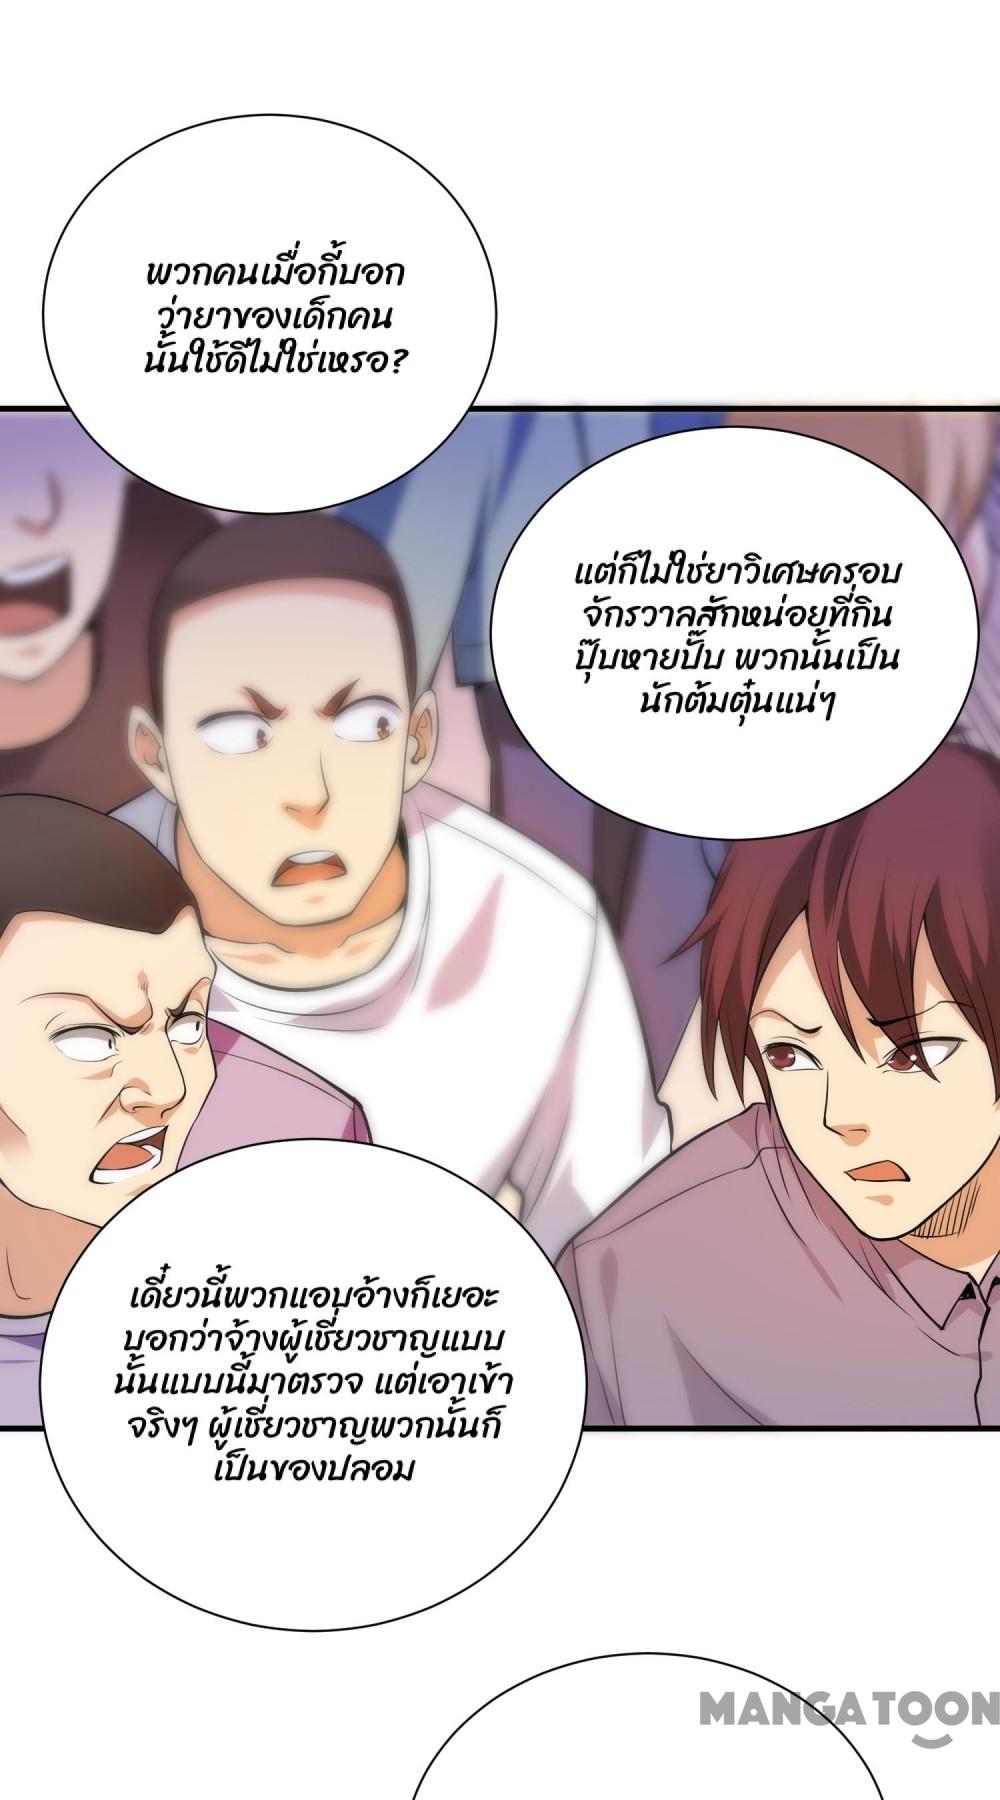 พวกคนเมื่อกี้บอก
ว่ายาของเด็กคน
นั้นใช้ดีไม่ใช่เหรอ?
แต่ก็ไม่ใช่ยาวิเศษครอบ
จักรวาลสักหน่อยที่กิน
ปุ๊บหายปั๊บ พวกนั้นเป็น
นักต้มตุ๋นแน่ๆ
เดี๋ยวนี้พวกแอบอ้างก็เยอะ
บอกว่าจ้างผู้เชี่ยวชาญแบบ
นั้นแบบนี้มาตรวจ แต่เอาเข้า
จริงๆ ผู้เชี่ยวชาญพวกนั้นก็
เป็นของปลอม
MANGATOON